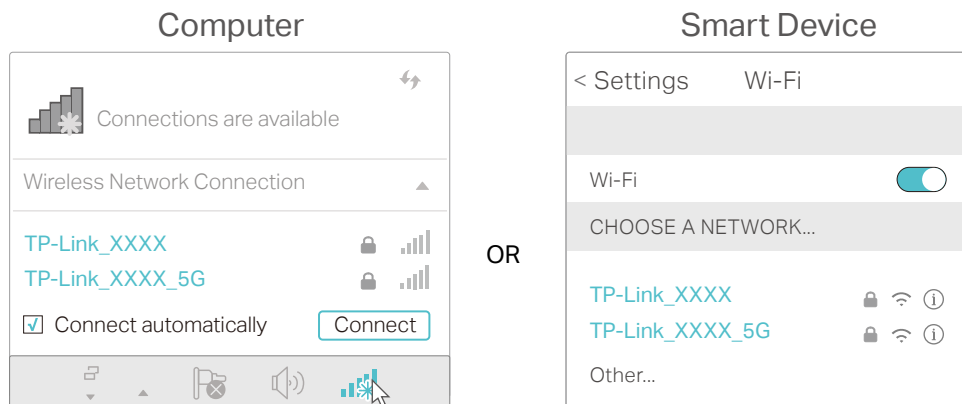 Computer
Connections are available
Wireless Network Connection
TP-Link_XXXX
TP-Link_XXXX_5G
Connect automatically
Connect
OR
Smart Device
< Settings Wi-Fi
Wi-Fi
CHOOSE A NETWORK...
TP-Link_XXXX
TP-Link_XXXX_5G
Other...